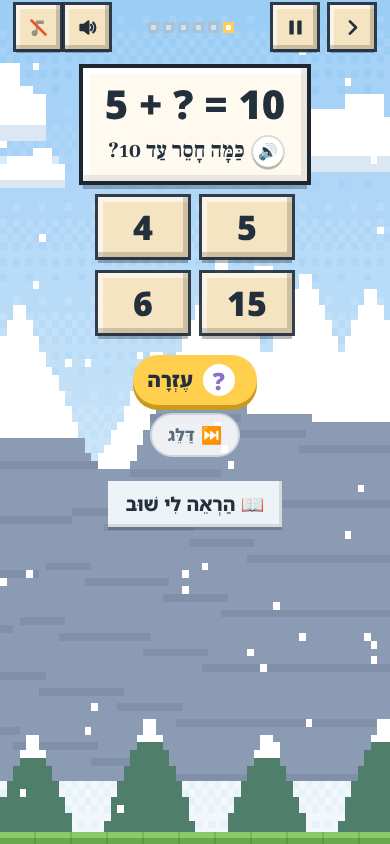 5 + ? = 10
כַּמָּה חָסֵר עַד 10?
4
5
6
15
עֶזְרָה ?
דַּלֵּג
הַרְאֵה לִי שׁוּב